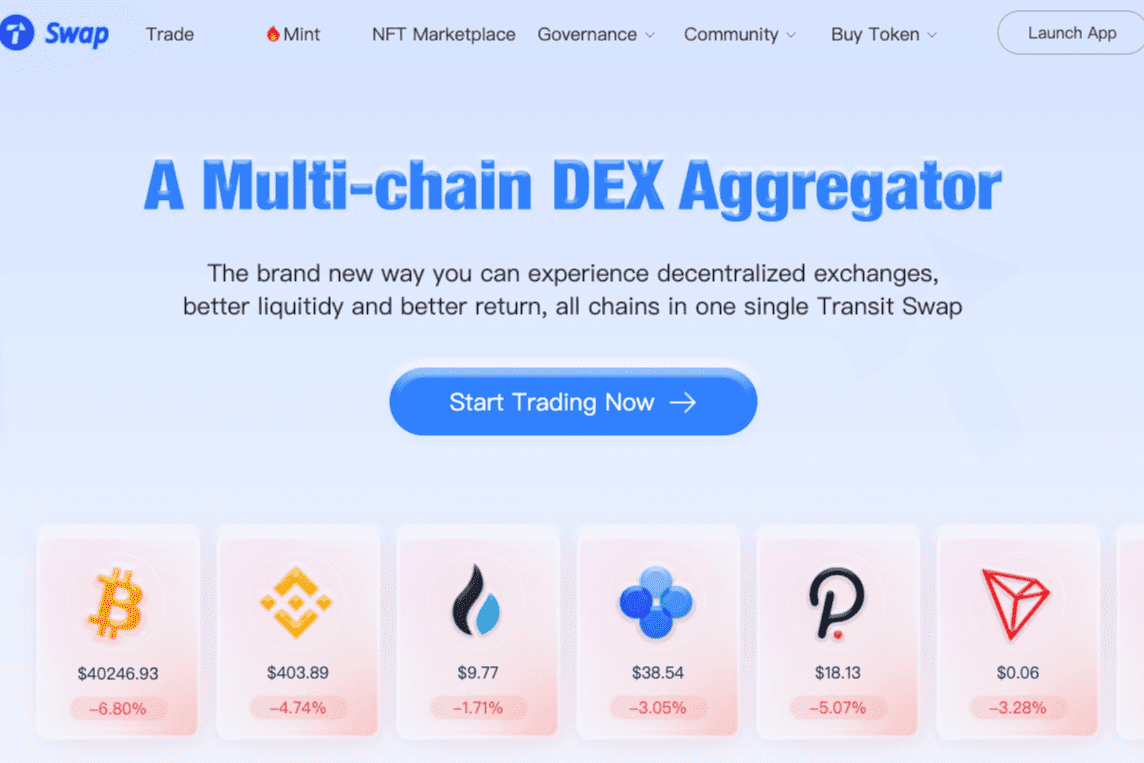 Swap
Trade
Mint
NFT Marketplace
Governance
Community
Buy Token
Launch App
A Multi-chain DEX Aggregator
The brand new way you can experience decentralized exchanges,
better liquitidy and better return, all chains in one single Transit Swap
Start Trading Now →
$40246.93
$403.89
$9.77
$38.54
$18.13
$0.06
-6.80%
-4.74%
-1.71%
-3.05%
-5.07%
-3.28%